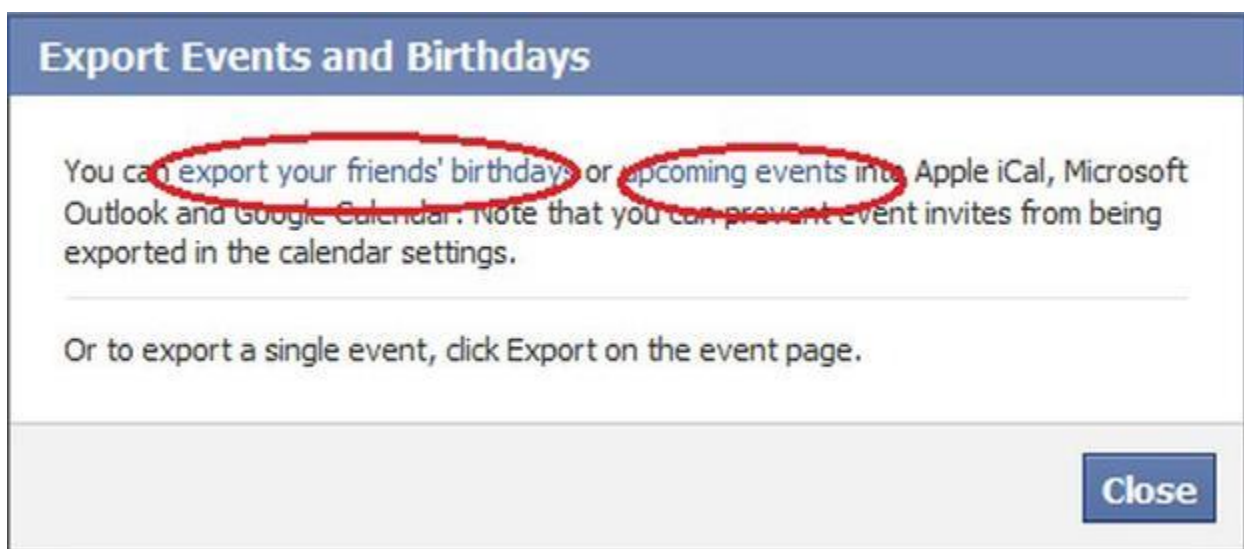 Export Events and Birthdays
You can export your friends' birthdays or upcoming events into Apple iCal, Microsoft
Outlook and Google Calendar. Note that you can prevent event invites from being
exported in the calendar settings.
Or to export a single event, click Export on the event page.
Close